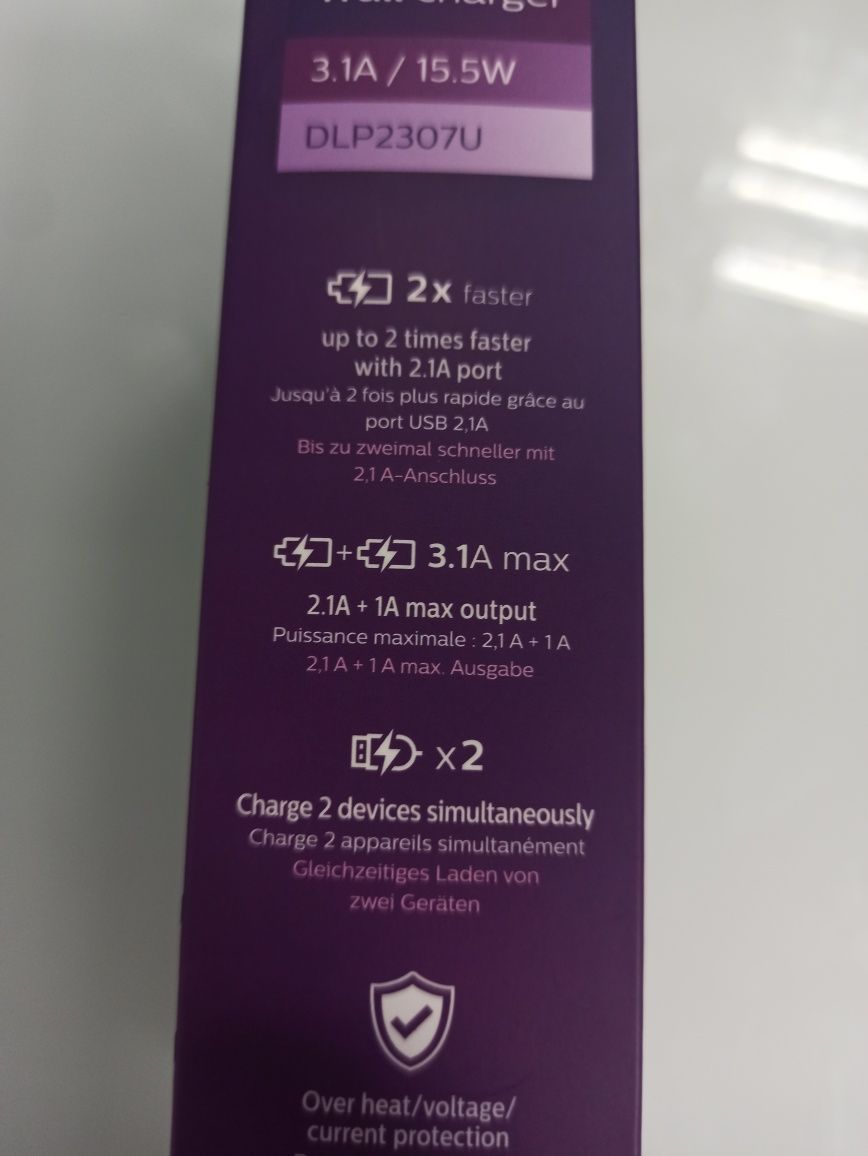 Wall Charger
3.1A / 15.5W
DLP2307U
2x faster
up to 2 times faster
with 2.1A port
Jusqu'à 2 fois plus rapide grâce au
port USB 2,1A
Bis zu zweimal schneller mit
2,1 A-Anschluss
+ 3.1A max
2.1A + 1A max output
Puissance maximale : 2,1 A + 1 A
2,1 A + 1 A max. Ausgabe
x2
Charge 2 devices simultaneously
Charge 2 appareils simultanément
Gleichzeitiges Laden von
zwei Geräten
Over heat/voltage/
current protection